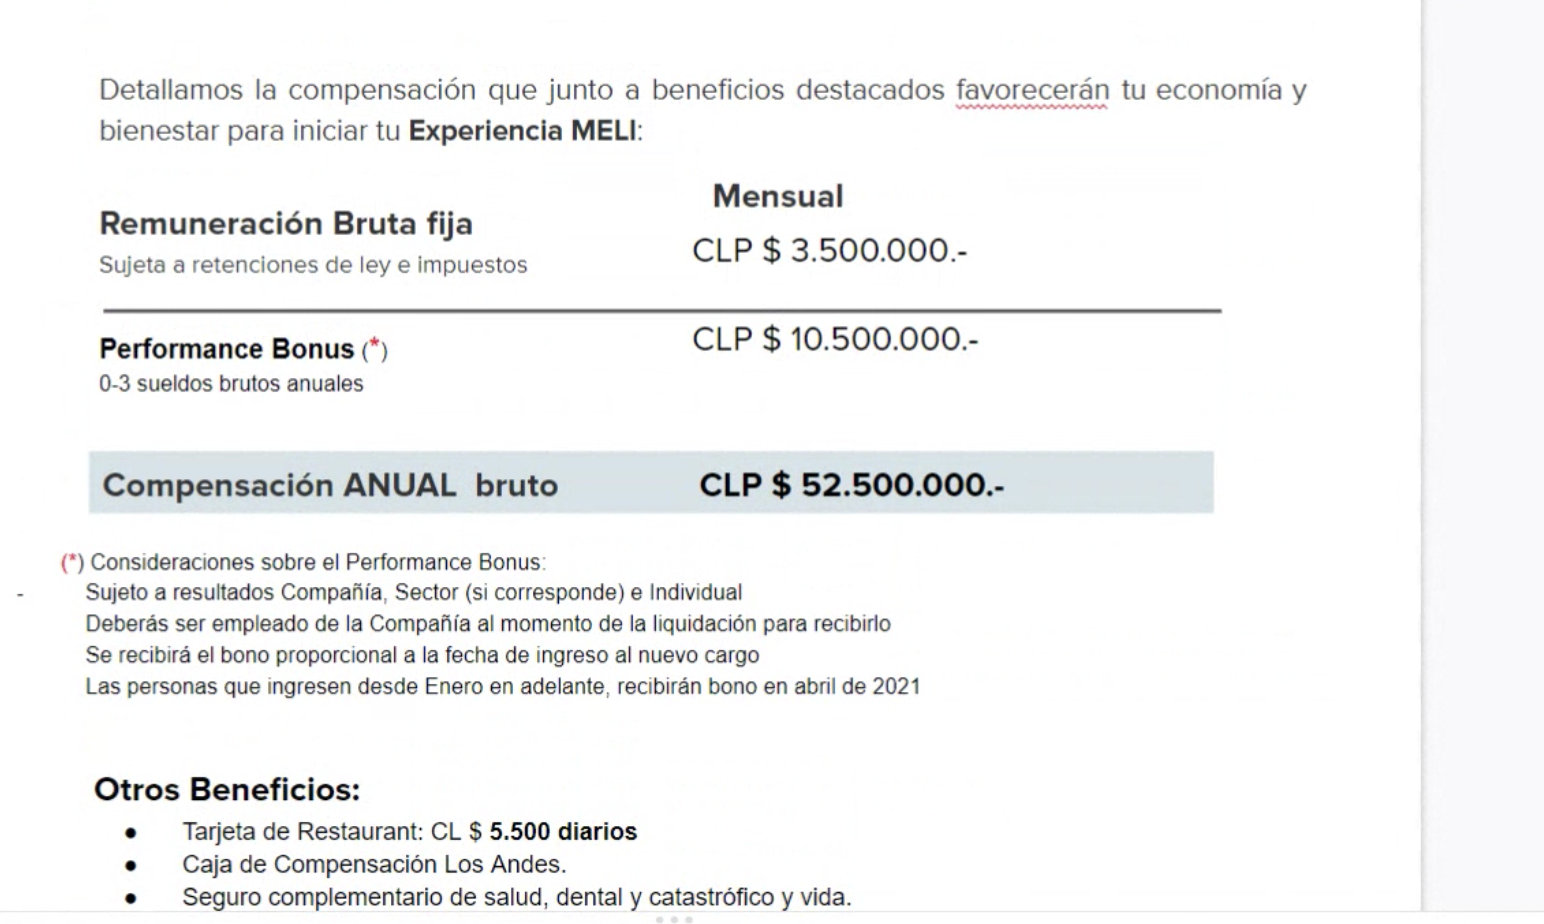 Detallamos la compensación que junto a beneficios destacados favorecerán tu economía y
bienestar para iniciar tu Experiencia MELI:
Mensual
Remuneración Bruta fija
CLP $ 3.500.000.-
Sujeta a retenciones de ley e impuestos
CLP $ 10.500.000.-
Performance Bonus (*)
0-3 sueldos brutos anuales
Compensación ANUAL bruto CLP $ 52.500.000.-
(*) Consideraciones sobre el Performance Bonus:
- Sujeto a resultados Compañía, Sector (si corresponde) e Individual
Deberás ser empleado de la Compañía al momento de la liquidación para recibirlo
Se recibirá el bono proporcional a la fecha de ingreso al nuevo cargo
Las personas que ingresen desde Enero en adelante, recibirán bono en abril de 2021
Otros Beneficios:
● Tarjeta de Restaurant: CL $ 5.500 diarios
● Caja de Compensación Los Andes.
● Seguro complementario de salud, dental y catastrófico y vida.